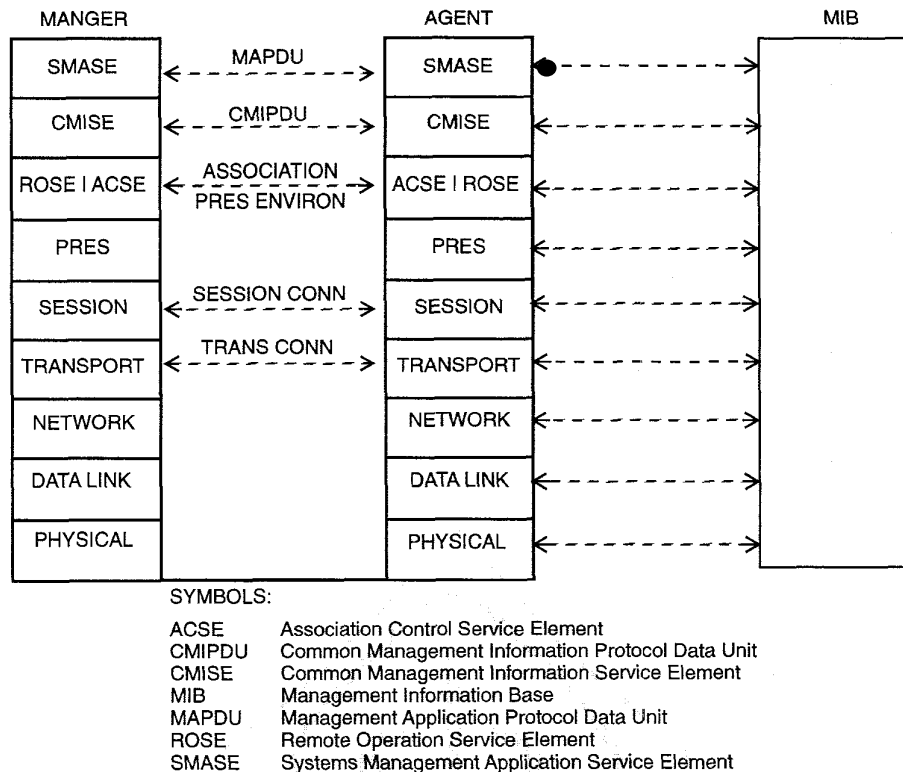 MANGER AGENT MIB
SMASE MAPDU SMASE
CMISE CMIPDU CMISE
ROSE | ACSE ASSOCIATION ACSE | ROSE
PRES ENVIRON
PRES PRES
SESSION SESSION CONN SESSION
TRANSPORT TRANS CONN TRANSPORT
NETWORK NETWORK
DATA LINK DATA LINK
PHYSICAL PHYSICAL
SYMBOLS:
ACSE Association Control Service Element
CMIPDU Common Management Information Protocol Data Unit
CMISE Common Management Information Service Element
MIB Management Information Base
MAPDU Management Application Protocol Data Unit
ROSE Remote Operation Service Element
SMASE Systems Management Application Service Element